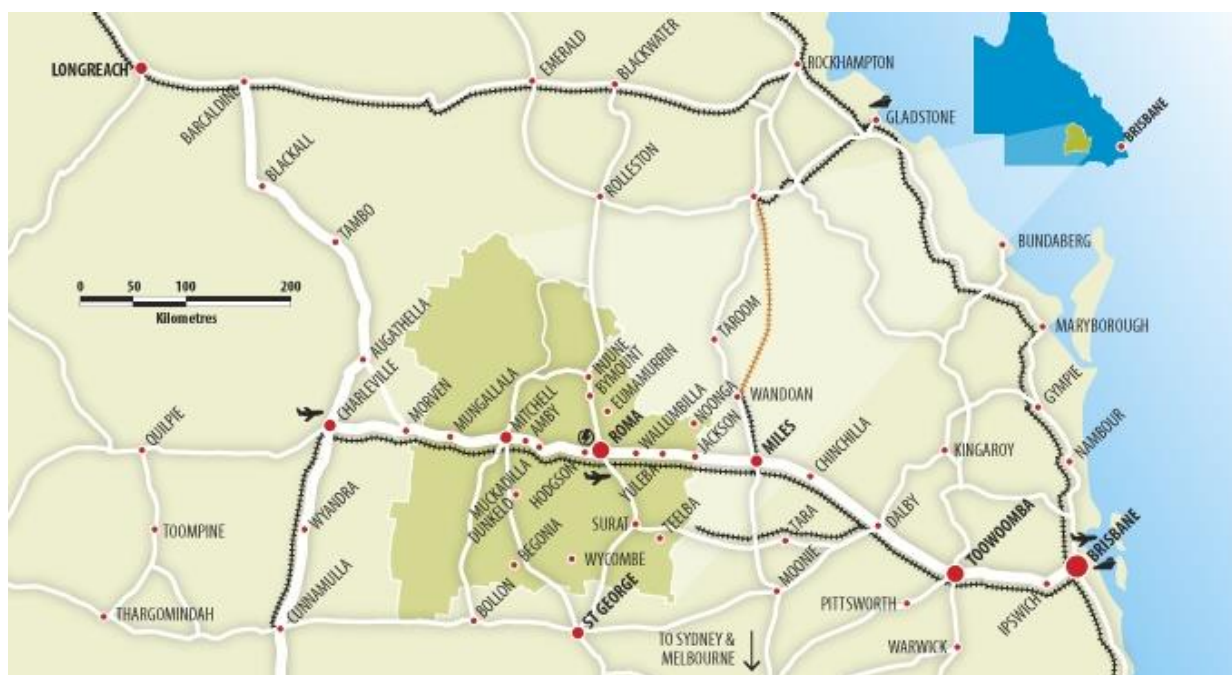 LONGREACH
BARCALDINE
EMERALD
BLACKWATER
ROCKHAMPTON
GLADSTONE
BRISBANE
BLACKALL
ROLLESTON
TAMBO
BUNDABERG
0 50 100 200
Kilometres
AUGATHELLA
TAROOM
MARYBOROUGH
CHARLEVILLE
MORVEN
MUNGALLALA
MITCHELL
AMBY
INJUNE
BYMOUNT
EUMAMURRIN
ROMA
WALLUMBILLA
NOONGA
JACKSON
WANDOAN
GYMPIE
QUILPIE
MILES
CHINCHILLA
KINGAROY
NAMBOUR
MUCKADILLA
HODGSON
YULEBA
DUNKELD
WYANDRA
TOOMPINE
SURAT
TEELBA
TARA
DALBY
TOOWOOMBA
BRISBANE
BEGONIA
WYCOMBE
MOONIE
THARGOMINDAH
CUNNAMULLA
BOLLON
ST GEORGE
PITTSWORTH
IPSWICH
WARWICK
TO SYDNEY &
MELBOURNE